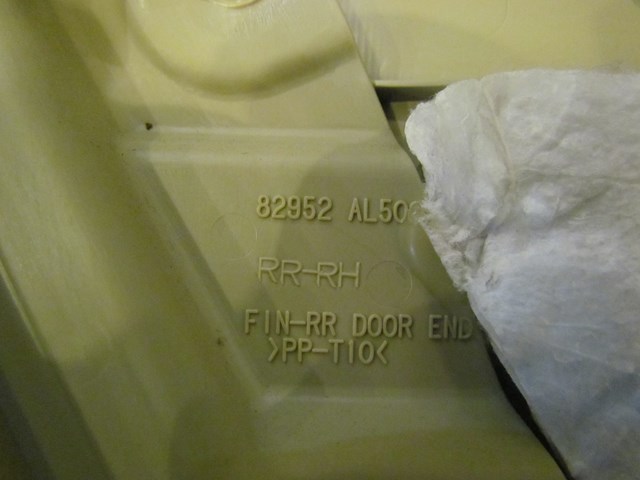 82952 AL50
RR-RH
FIN-RR DOOR END
>PP-T10<